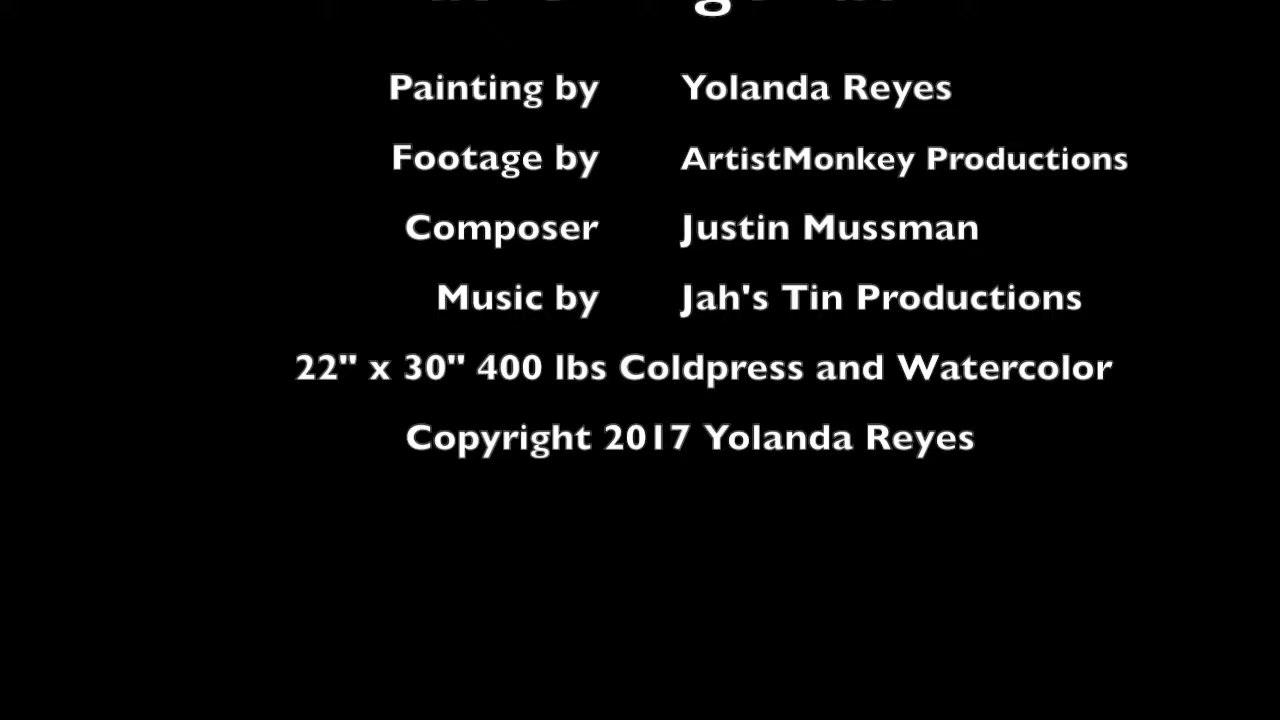 Painting by Yolanda Reyes
Footage by ArtistMonkey Productions
Composer Justin Mussman
Music by Jah's Tin Productions
22" x 30" 400 lbs Coldpress and Watercolor
Copyright 2017 Yolanda Reyes